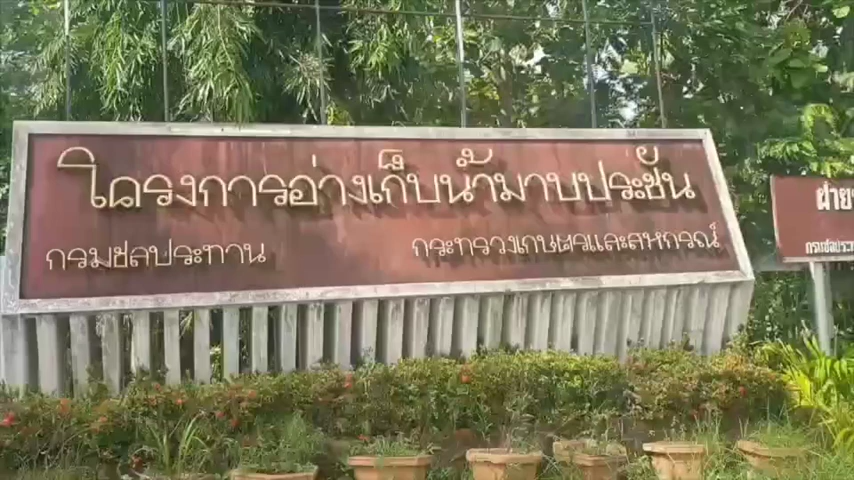 โครงการอ่างเก็บน้ำมาบประชัน
กรมชลประทาน
กระทรวงเกษตรและสหกรณ์